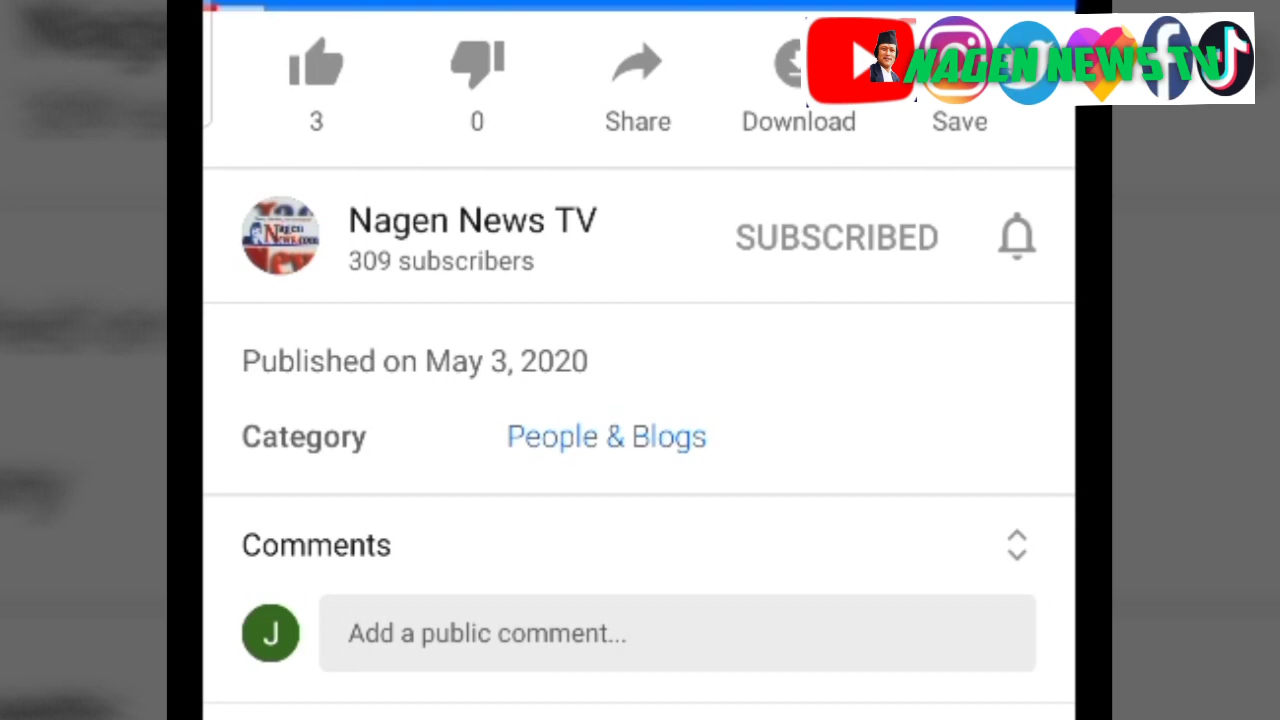 NAGEN NEWS TV
3
0
Share
Download
Save
Nagen News TV
309 subscribers
SUBSCRIBED
Published on May 3, 2020
Category
People & Blogs
Comments
J
Add a public comment...